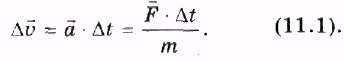 Δv⃗ = a⃗ · Δt = F⃗ · Δt / m . (11.1).